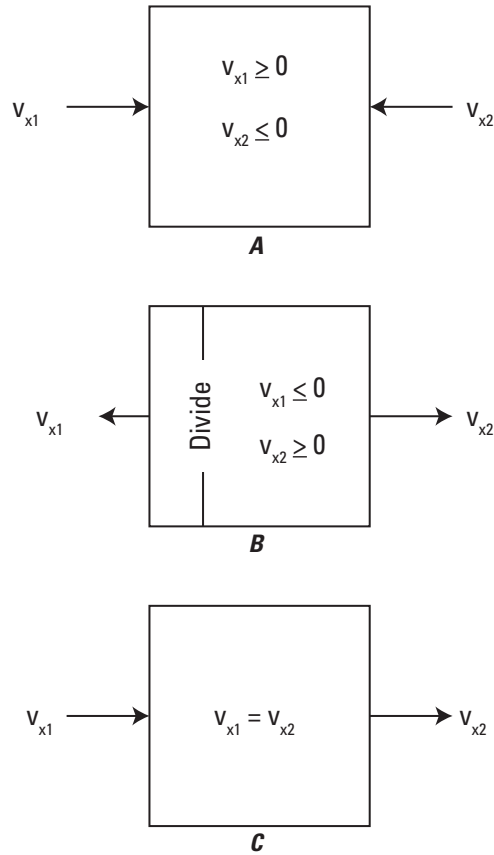 v_x1 ≥ 0
v_x1 v_x2
v_x2 ≤ 0
A
Divide
v_x1 ≤ 0
v_x1 v_x2
v_x2 ≥ 0
B
v_x1 v_x1 = v_x2 v_x2
C